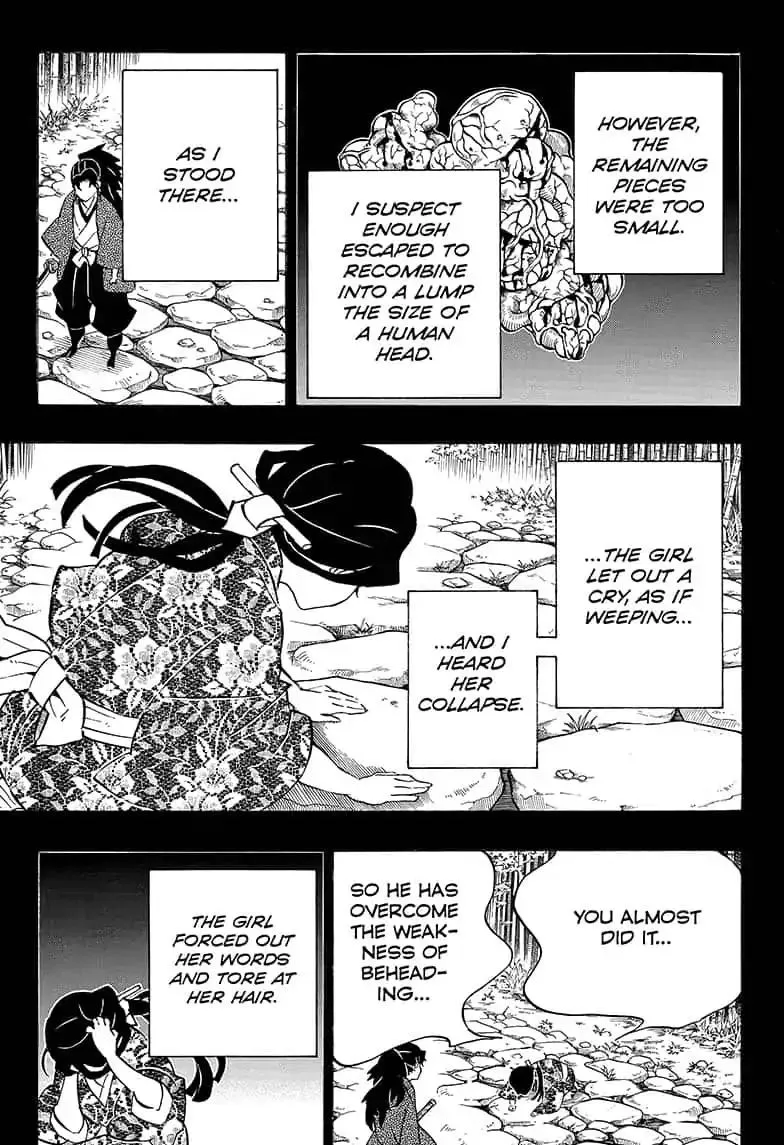 HOWEVER,
THE
REMAINING
PIECES
WERE TOO
SMALL.
I SUSPECT
ENOUGH
ESCAPED TO
RECOMBINE
INTO A LUMP
THE SIZE OF
A HUMAN
HEAD.
AS I
STOOD
THERE...
...THE GIRL
LET OUT A
CRY, AS IF
WEEPING...
...AND I
HEARD
HER
COLLAPSE.
YOU ALMOST
DID IT...
SO HE HAS
OVERCOME
THE WEAK-
NESS OF
BEHEAD-
ING...
THE GIRL
FORCED OUT
HER WORDS
AND TORE AT
HER HAIR.